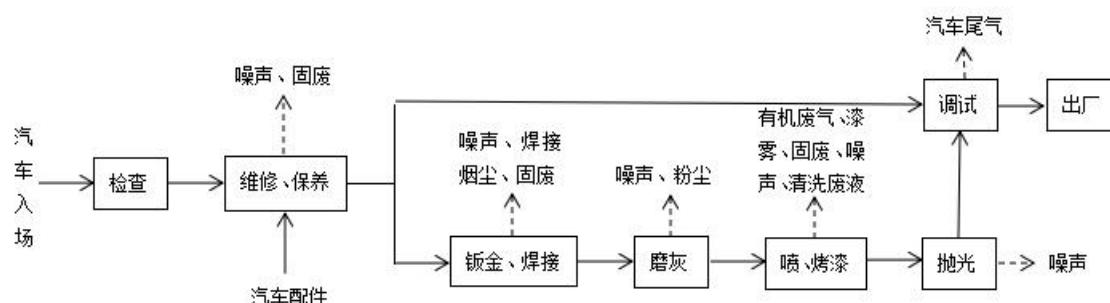 汽车尾气
噪声、固废
调试
出厂
有机废气、漆
雾、固废、噪
声、清洗废液
噪声、焊接
烟尘、固废
噪声、粉尘
汽
车
入
场
检查
维修、保养
钣金、焊接
磨灰
喷、烤漆
抛光
噪声
汽车配件